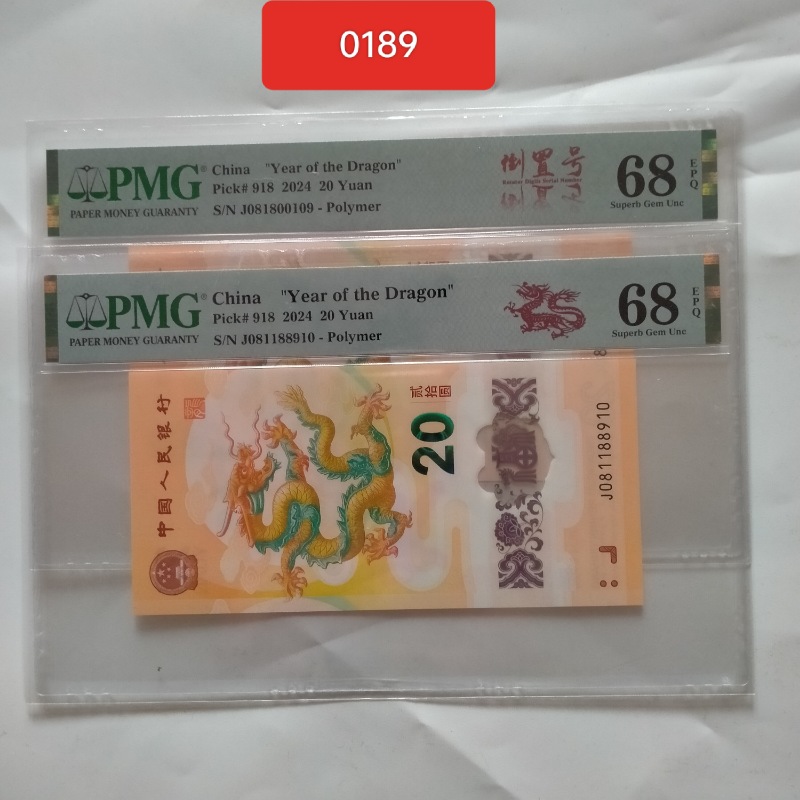 0189
PMG
PAPER MONEY GUARANTY
China "Year of the Dragon"
Pick# 918 2024 20 Yuan
S/N J081800109 - Polymer
倒置号
68
EPQ
Superb Gem Unc
PMG
PAPER MONEY GUARANTY
China "Year of the Dragon"
Pick# 918 2024 20 Yuan
S/N J081188910 - Polymer
68
EPQ
Superb Gem Unc
中国人民银行
贰拾圆
20
J081188910